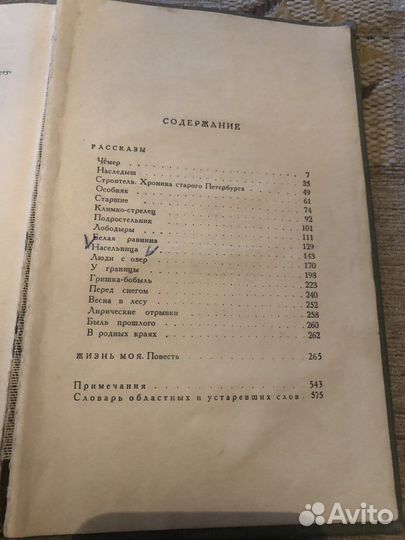 СОДЕРЖАНИЕ
РАССКАЗЫ
Чёмер 7
Наследыш 35
Строитель. Хроника старого Петербурга 49
Особняк 61
Старшие 74
Климко-стрелец 92
Подростельник 101
Лободыры 111
Белая равнина 129
Насельница 143
Люди с озер 170
У границы 198
Гришка-бобыль 223
Перед снегом 240
Весна в лесу 252
Лирические отрывки 258
Быль прошлого 260
В родных краях 262
ЖИЗНЬ МОЯ. Повесть 265
Примечания 543
Словарь областных и устаревших слов 575
Avito